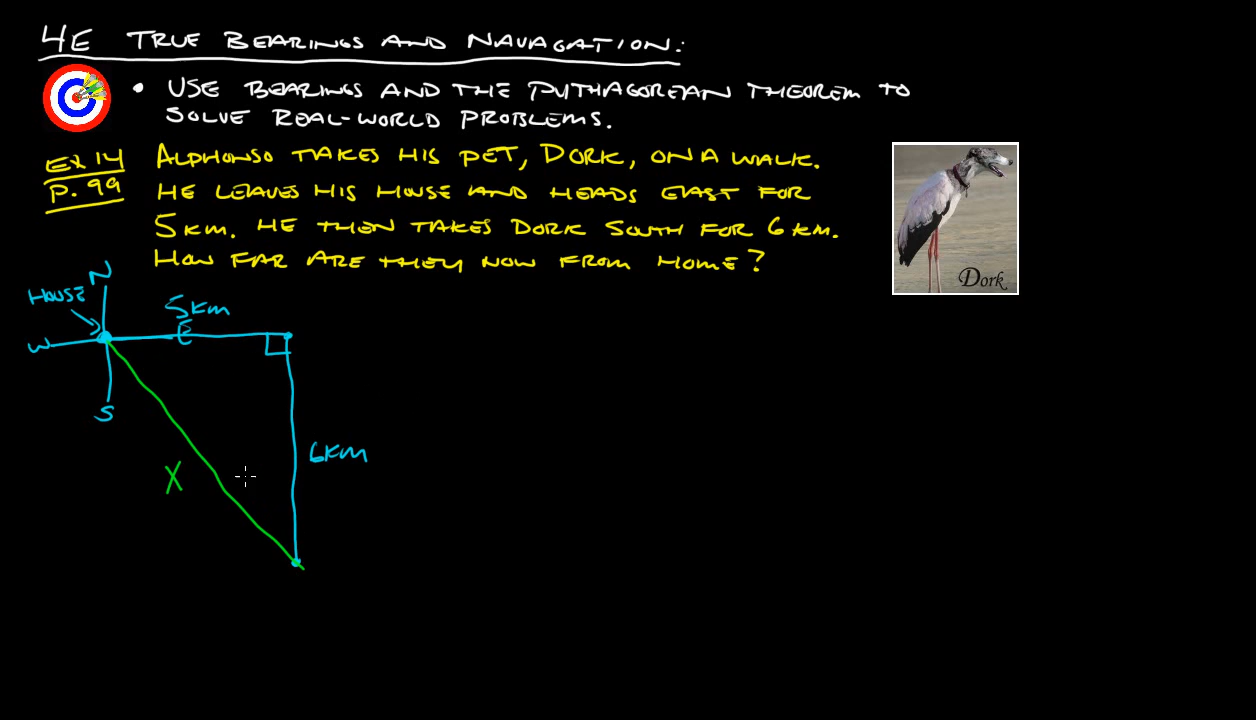 4E TRUE BEARINGS AND NAVAGATION:
• USE BEARINGS AND THE PYTHAGOREAN THEOREM TO
SOLVE REAL-WORLD PROBLEMS.
EX 14
P. 99
ALPHONSO TAKES HIS PET, DORK, ON A WALK.
HE LEAVES HIS HOUSE AND HEADS EAST FOR
5KM. HE THEN TAKES DORK SOUTH FOR 6 KM.
HOW FAR ARE THEY NOW FROM HOME?
Dork
N
HOUSE
5KM
E
W
S
6KM
X